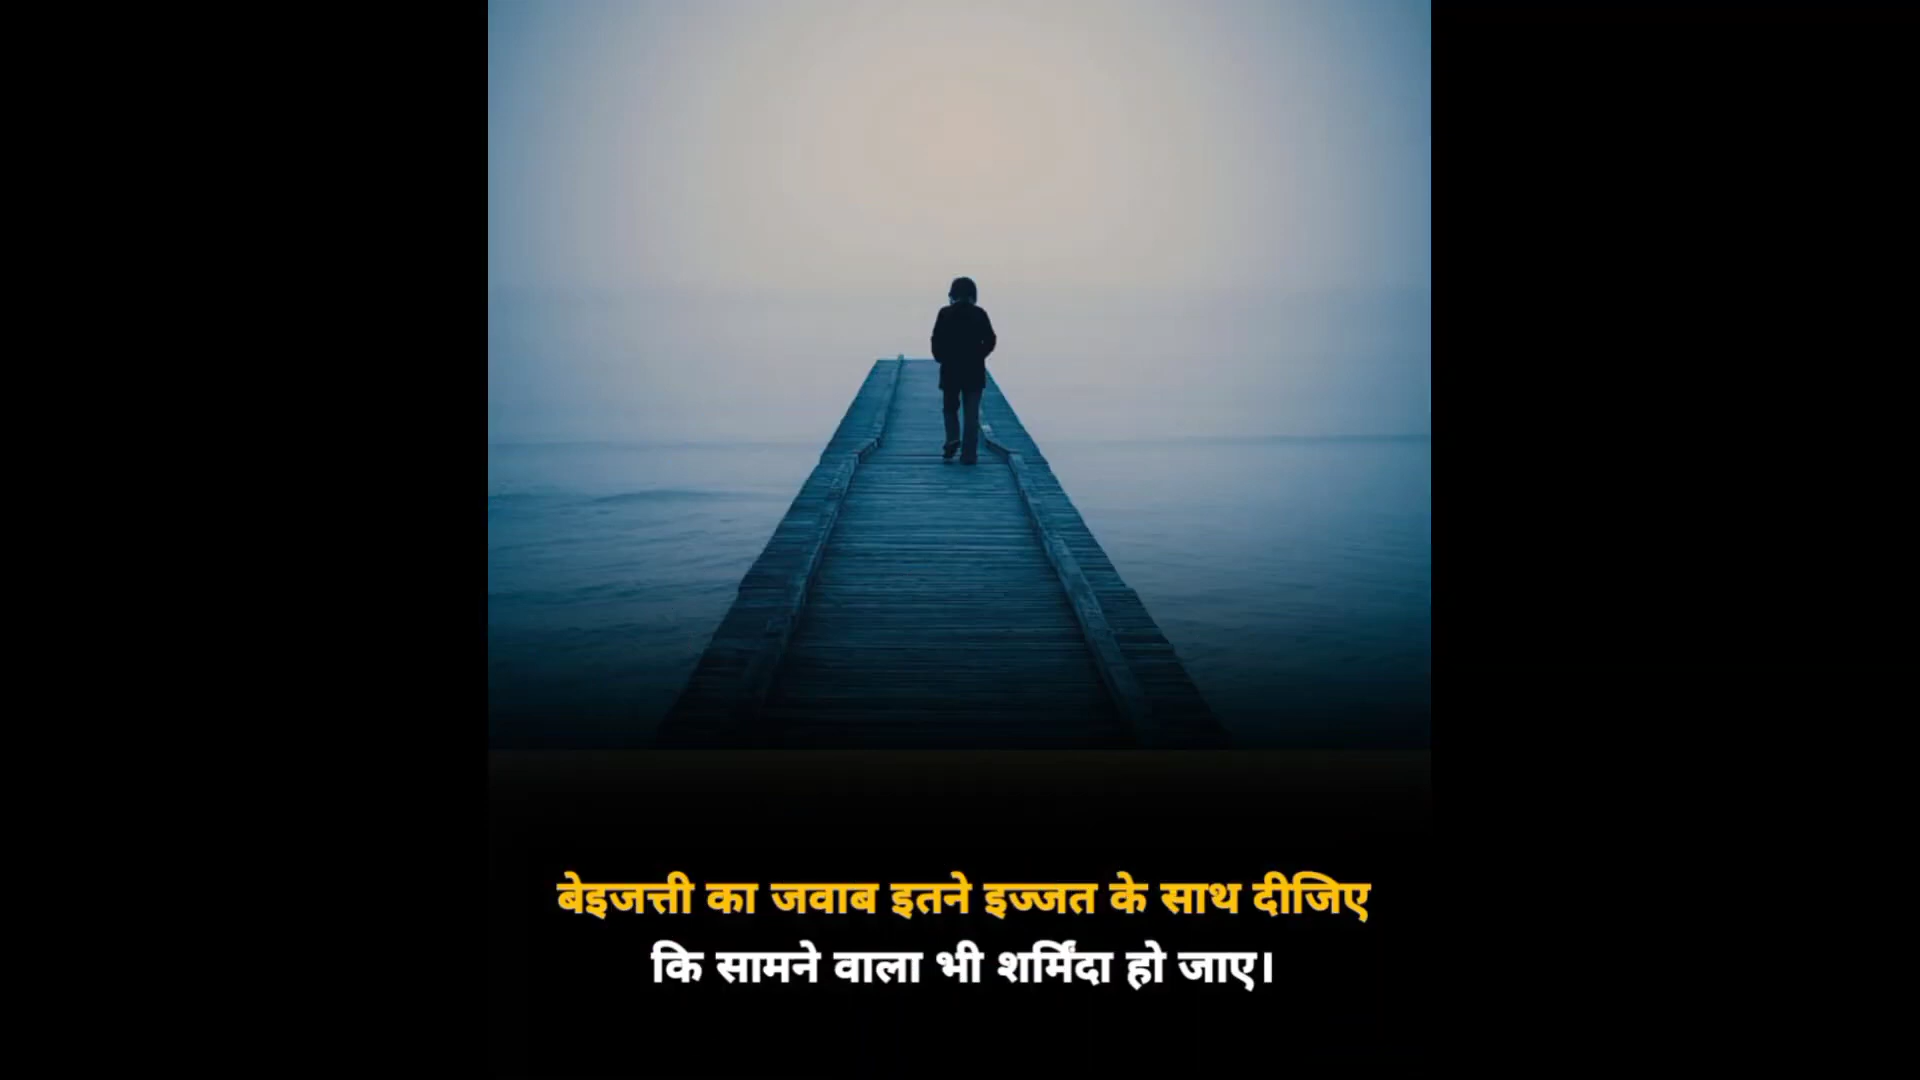 बेइजत्ती का जवाब इतने इज्जत के साथ दीजिए
कि सामने वाला भी शर्मिंदा हो जाए।